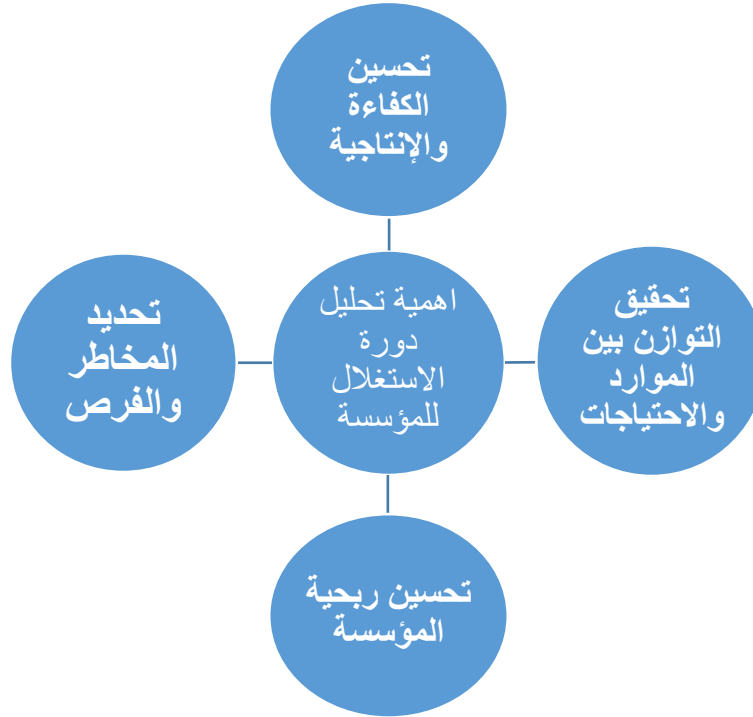 تحسين
الكفاءة
والإنتاجية
تحقيق
التوازن بين
الموارد
والاحتياجات
اهمية تحليل
دورة
الاستغلال
للمؤسسة
تحديد
المخاطر
والفرص
تحسين ربحية
المؤسسة